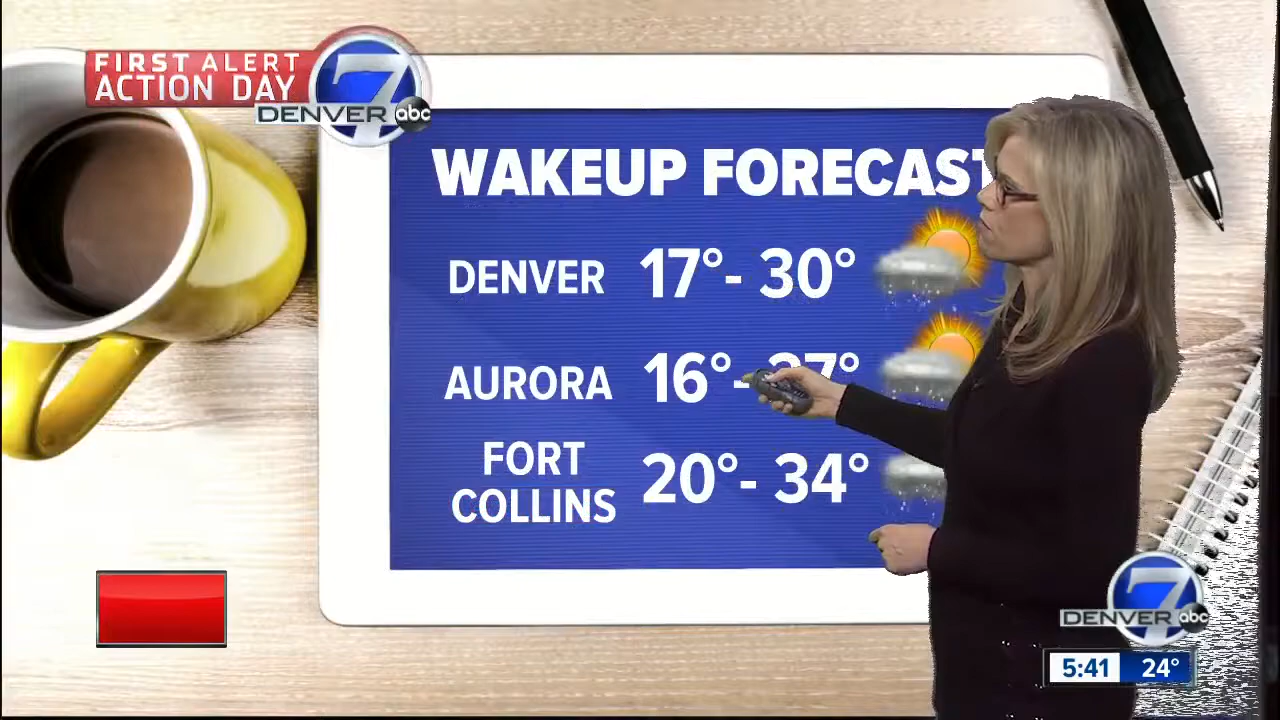 FIRST ALERT
ACTION DAY
7
DENVER abc
WAKEUP FORECAST
DENVER 17°- 30°
AURORA 16°-
FORT
COLLINS 20°- 34°
7
DENVER abc
5:41 24°